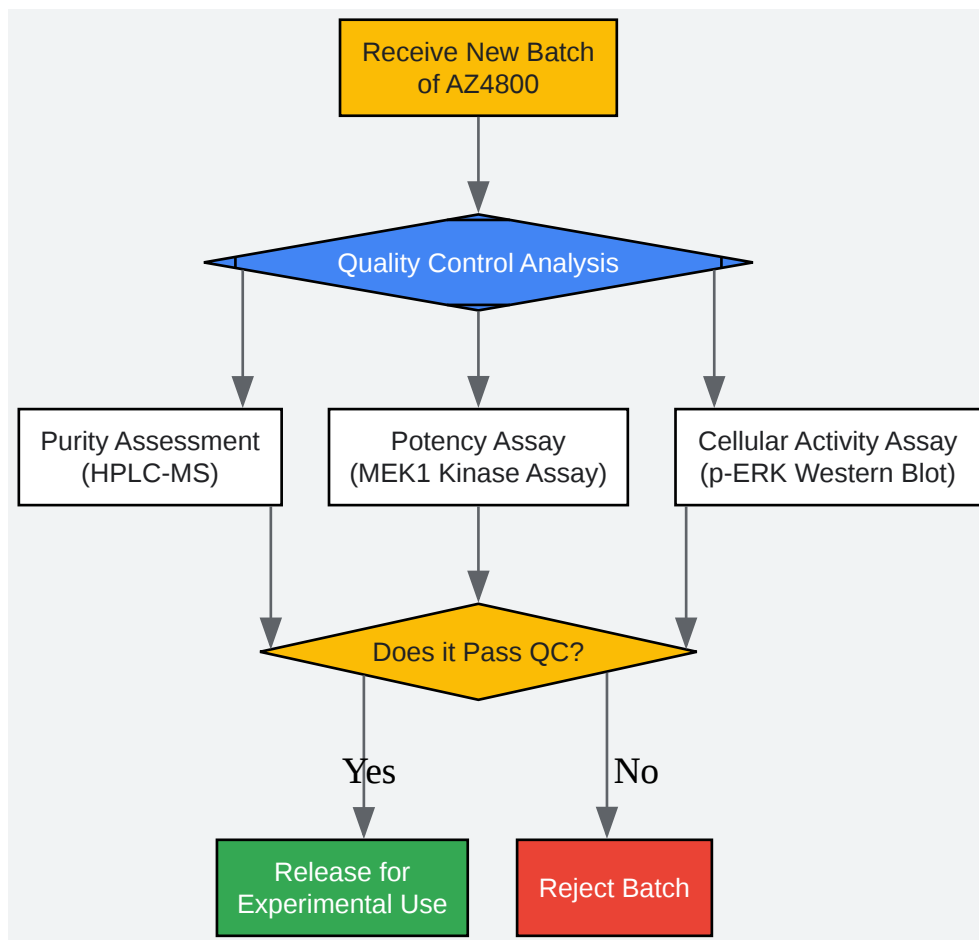 Receive New Batch
of AZ4800
Quality Control Analysis
Purity Assessment
(HPLC-MS)
Potency Assay
(MEK1 Kinase Assay)
Cellular Activity Assay
(p-ERK Western Blot)
Does it Pass QC?
Yes
No
Release for
Experimental Use
Reject Batch